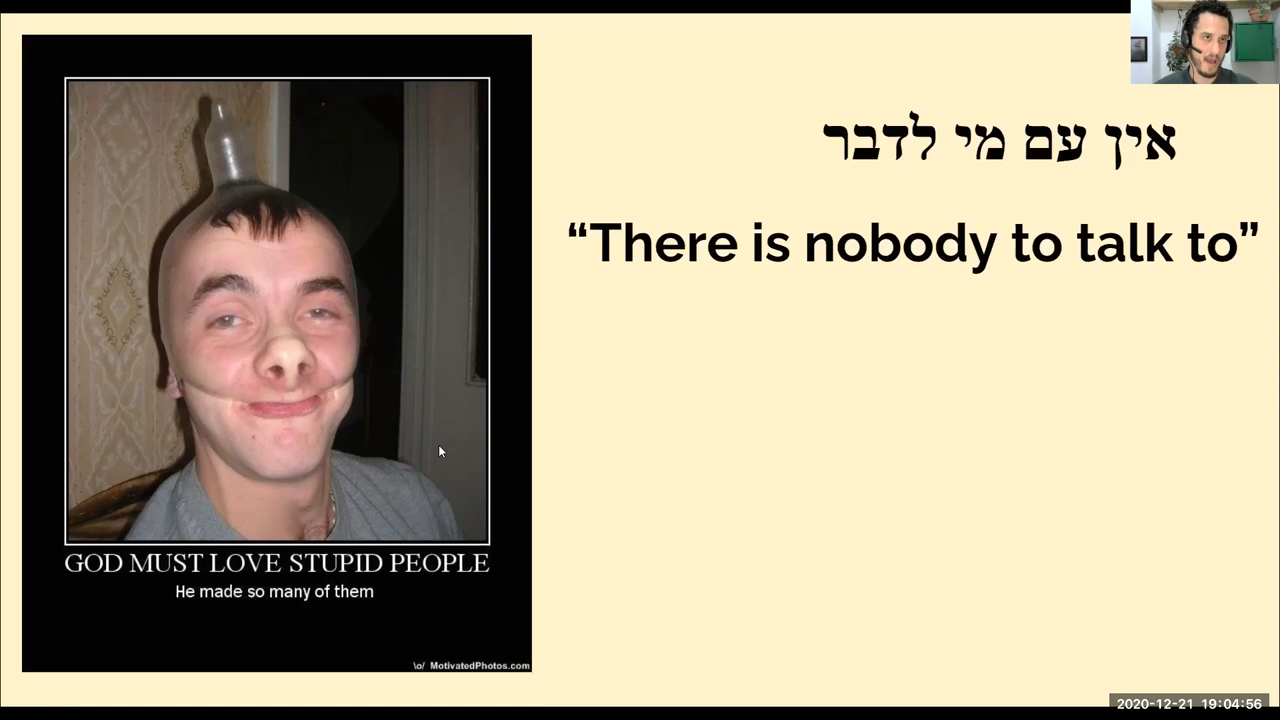 אין עם מי לדבר
“There is nobody to talk to”
GOD MUST LOVE STUPID PEOPLE
He made so many of them
\o/ MotivatedPhotos.com
2020-12-21 19:04:56